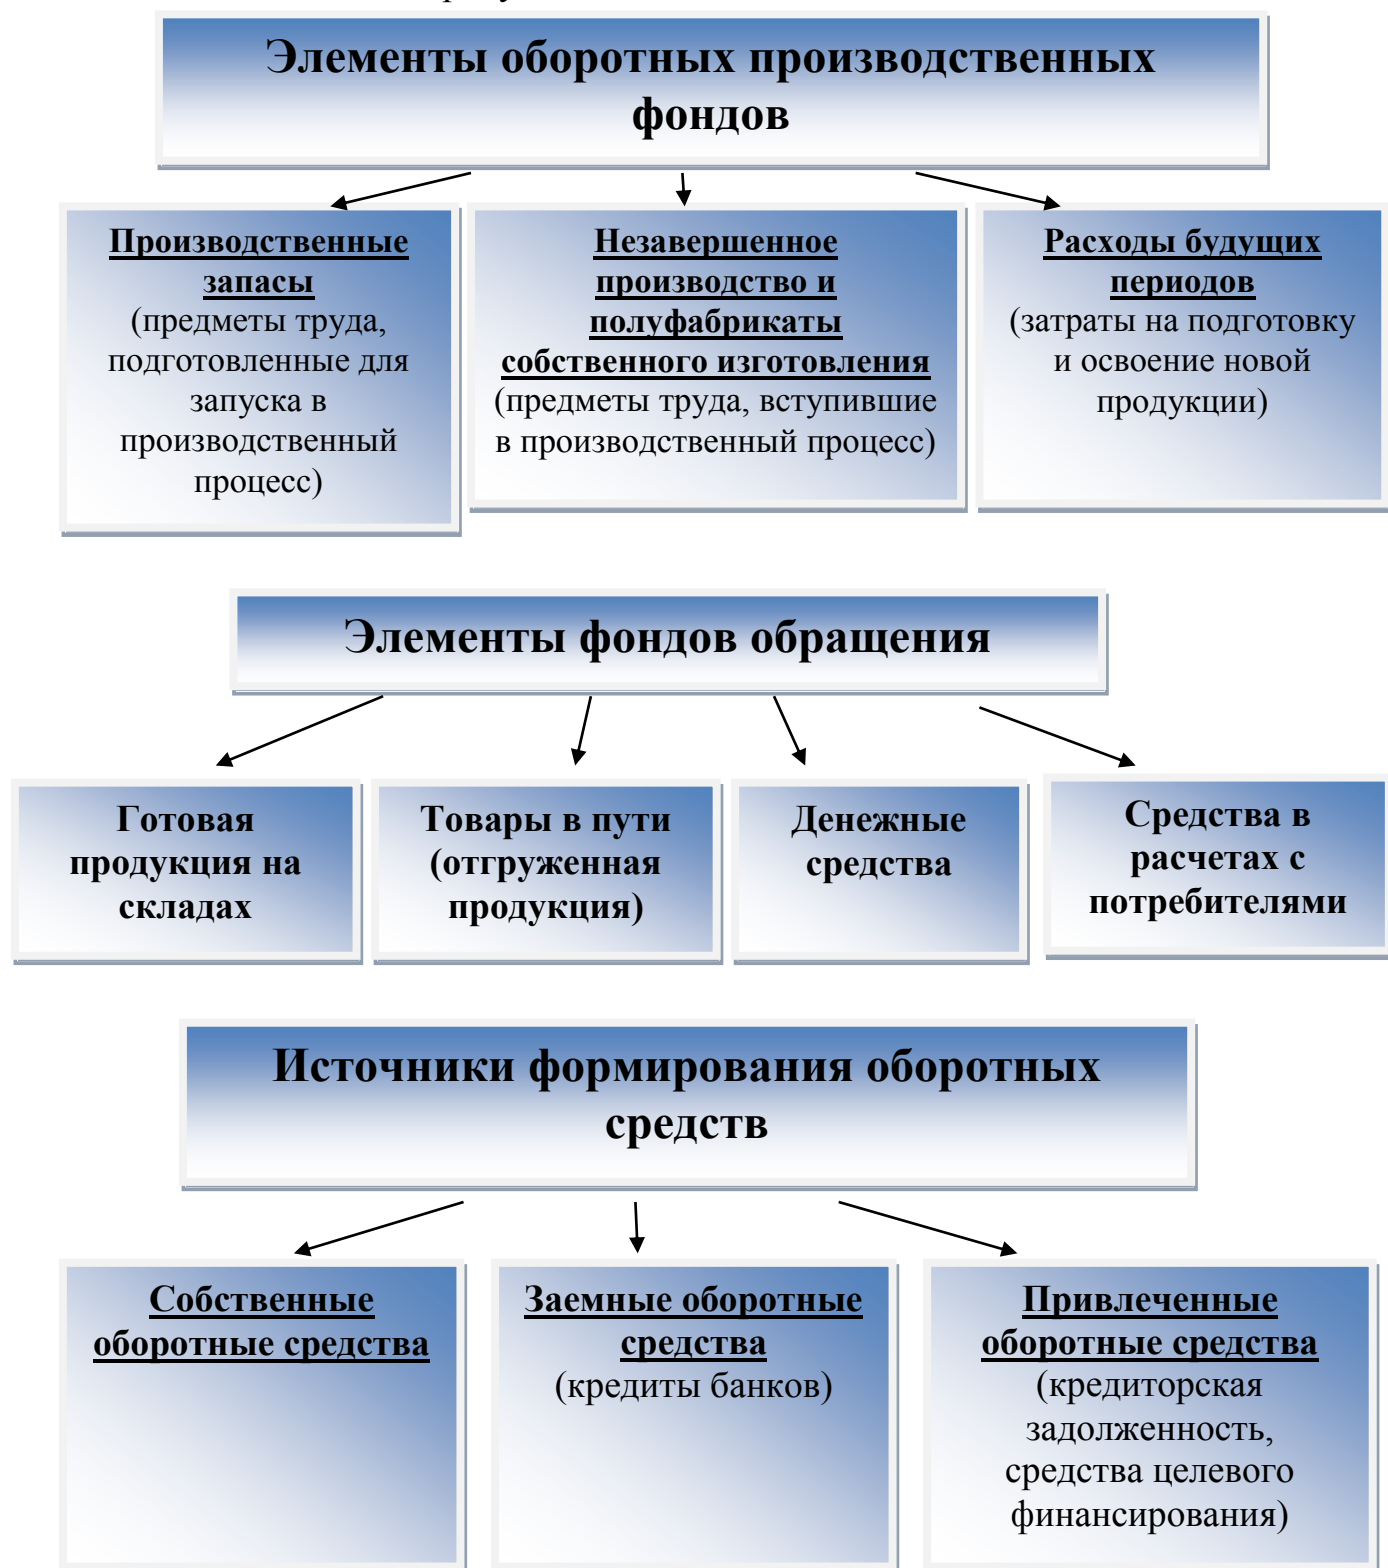 Элементы оборотных производственных
фондов
Производственные
запасы
(предметы труда,
подготовленные для
запуска в
производственный
процесс)
Незавершенное
производство и
полуфабрикаты
собственного изготовления
(предметы труда, вступившие
в производственный процесс)
Расходы будущих
периодов
(затраты на подготовку
и освоение новой
продукции)
Элементы фондов обращения
Готовая
продукция на
складах
Товары в пути
(отгруженная
продукция)
Денежные
средства
Средства в
расчетах с
потребителями
Источники формирования оборотных
средств
Собственные
оборотные средства
Заемные оборотные
средства
(кредиты банков)
Привлеченные
оборотные средства
(кредиторская
задолженность,
средства целевого
финансирования)